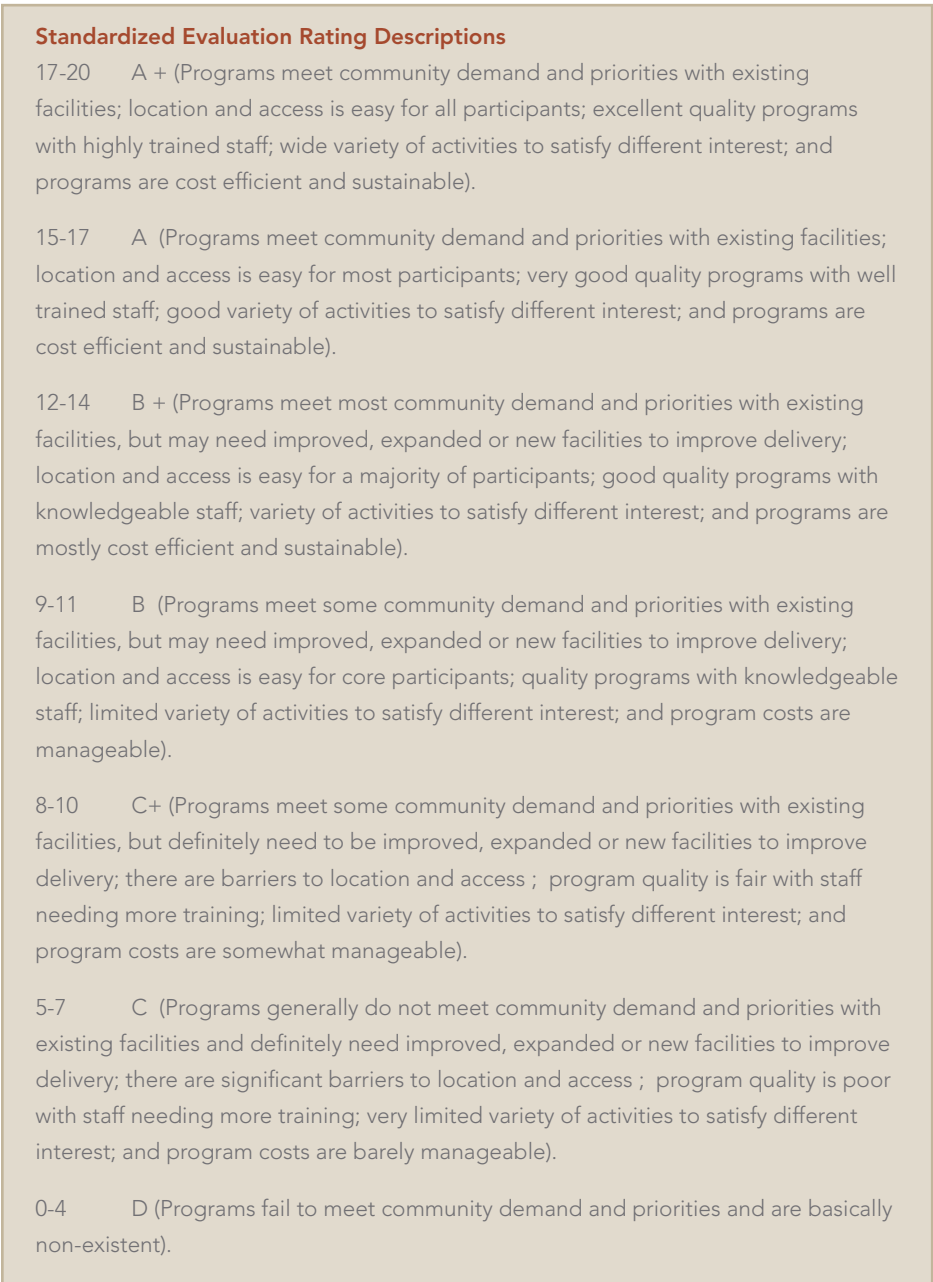 Standardized Evaluation Rating Descriptions
17-20 A + (Programs meet community demand and priorities with existing
facilities; location and access is easy for all participants; excellent quality programs
with highly trained staff; wide variety of activities to satisfy different interest; and
programs are cost efficient and sustainable).
15-17 A (Programs meet community demand and priorities with existing facilities;
location and access is easy for most participants; very good quality programs with well
trained staff; good variety of activities to satisfy different interest; and programs are
cost efficient and sustainable).
12-14 B + (Programs meet most community demand and priorities with existing
facilities, but may need improved, expanded or new facilities to improve delivery;
location and access is easy for a majority of participants; good quality programs with
knowledgeable staff; variety of activities to satisfy different interest; and programs are
mostly cost efficient and sustainable).
9-11 B (Programs meet some community demand and priorities with existing
facilities, but may need improved, expanded or new facilities to improve delivery;
location and access is easy for core participants; quality programs with knowledgeable
staff; limited variety of activities to satisfy different interest; and program costs are
manageable).
8-10 C+ (Programs meet some community demand and priorities with existing
facilities, but definitely need to be improved, expanded or new facilities to improve
delivery; there are barriers to location and access ; program quality is fair with staff
needing more training; limited variety of activities to satisfy different interest; and
program costs are somewhat manageable).
5-7 C (Programs generally do not meet community demand and priorities with
existing facilities and definitely need improved, expanded or new facilities to improve
delivery; there are significant barriers to location and access ; program quality is poor
with staff needing more training; very limited variety of activities to satisfy different
interest; and program costs are barely manageable).
0-4 D (Programs fail to meet community demand and priorities and are basically
non-existent).